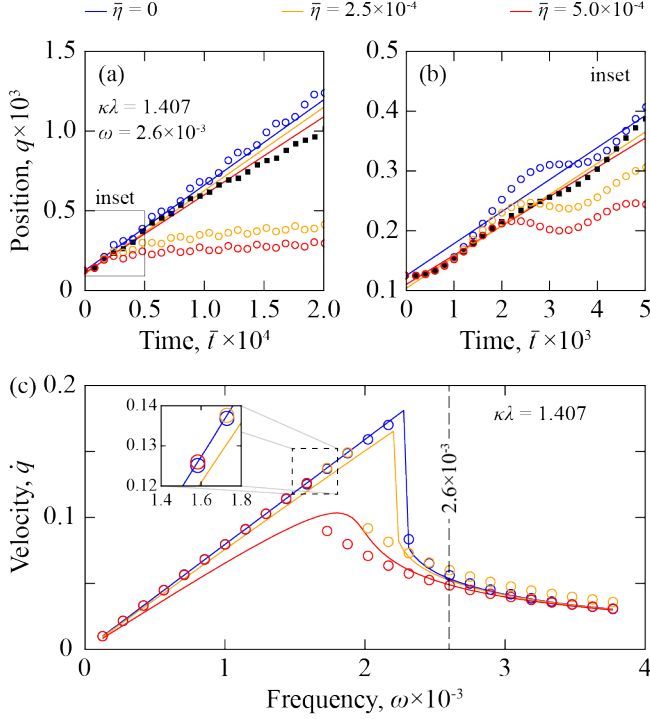 η̄ = 0 η̄ = 2.5×10⁻⁴ η̄ = 5.0×10⁻⁴
(a)
κλ = 1.407
ω = 2.6×10⁻³
inset
Position, q×10³
1.5
1.0
0.5
0
0 0.5 1.0 1.5 2.0
Time, t̄ ×10⁴
(b)
inset
0.5
0.4
0.3
0.2
0.1
0 1 2 3 4 5
Time, t̄ ×10³
(c)
κλ = 1.407
2.6×10⁻³
0.14
0.13
0.12
1.4 1.6 1.8
Velocity, q̇
0.2
0.1
0
0 1 2 3 4
Frequency, ω×10⁻³